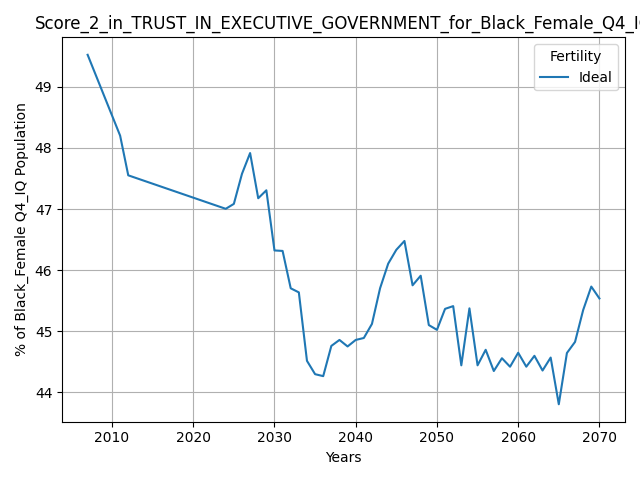 Score_2_in_TRUST_IN_EXECUTIVE_GOVERNMENT_for_Black_Female_Q4_I
Fertility
Ideal
% of Black_Female Q4_IQ Population
49
48
47
46
45
44
2010 2020 2030 2040 2050 2060 2070
Years